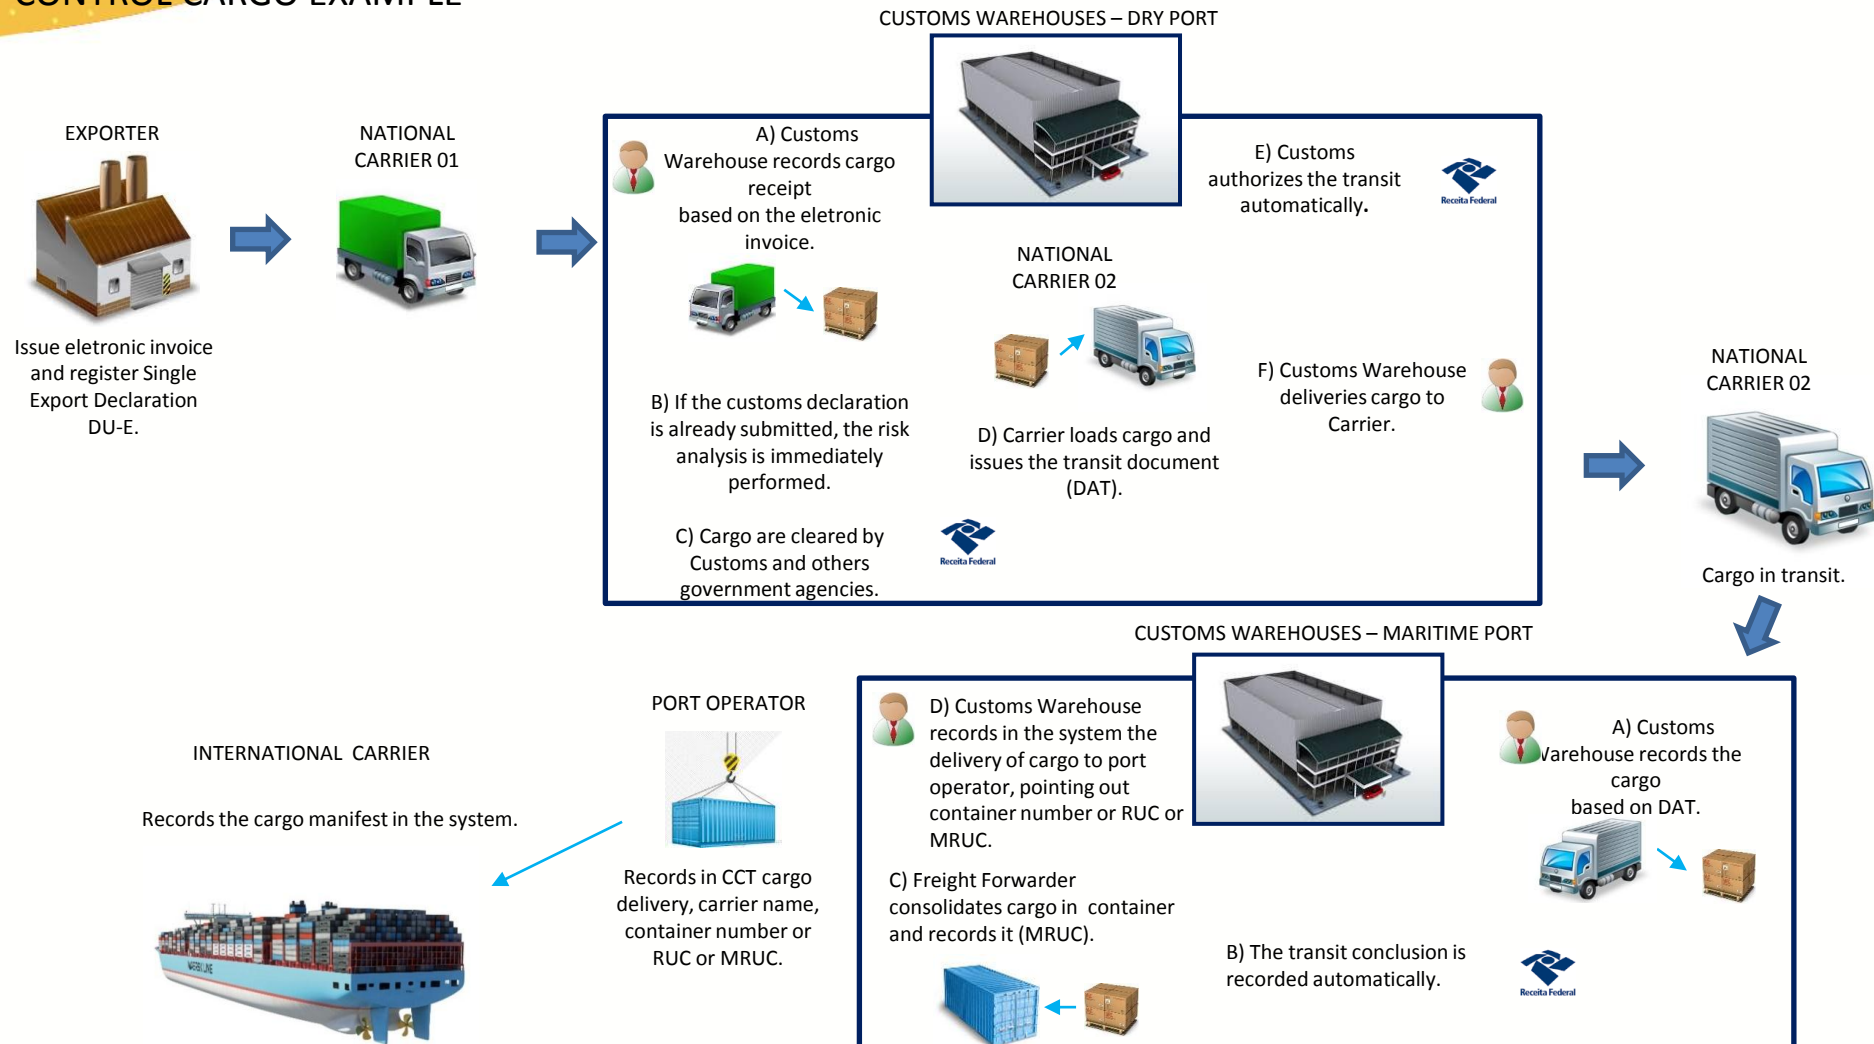 CONTROL CARGO EXAMPLE
CUSTOMS WAREHOUSES – DRY PORT
EXPORTER
Issue eletronic invoice
and register Single
Export Declaration
DU-E.
NATIONAL
CARRIER 01
A) Customs
Warehouse records cargo
receipt
based on the eletronic
invoice.
B) If the customs declaration
is already submitted, the risk
analysis is immediately
performed.
C) Cargo are cleared by
Customs and others
government agencies.
Receita Federal
NATIONAL
CARRIER 02
D) Carrier loads cargo and
issues the transit document
(DAT).
E) Customs
authorizes the transit
automatically.
Receita Federal
F) Customs Warehouse
deliveries cargo to
Carrier.
NATIONAL
CARRIER 02
Cargo in transit.
CUSTOMS WAREHOUSES – MARITIME PORT
A) Customs
Warehouse records the
cargo
based on DAT.
B) The transit conclusion is
recorded automatically.
Receita Federal
C) Freight Forwarder
consolidates cargo in container
and records it (MRUC).
D) Customs Warehouse
records in the system the
delivery of cargo to port
operator, pointing out
container number or RUC or
MRUC.
PORT OPERATOR
Records in CCT cargo
delivery, carrier name,
container number or
RUC or MRUC.
INTERNATIONAL CARRIER
Records the cargo manifest in the system.